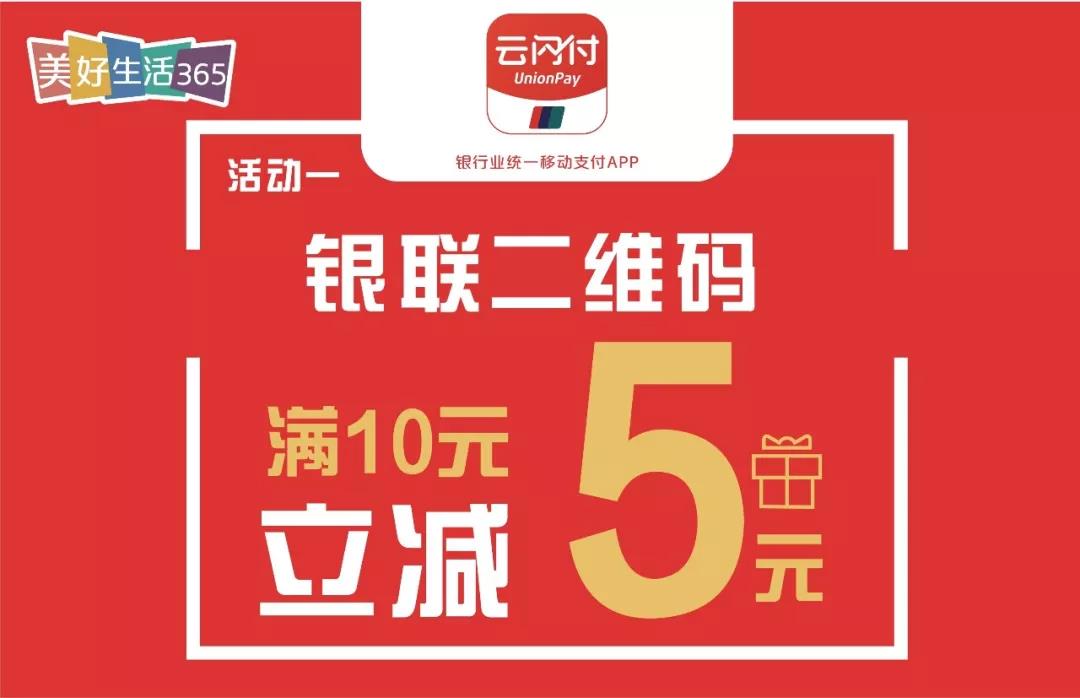 美好生活365
云闪付
UnionPay
银行业统一移动支付APP
活动一
银联二维码
满10元
立减5元